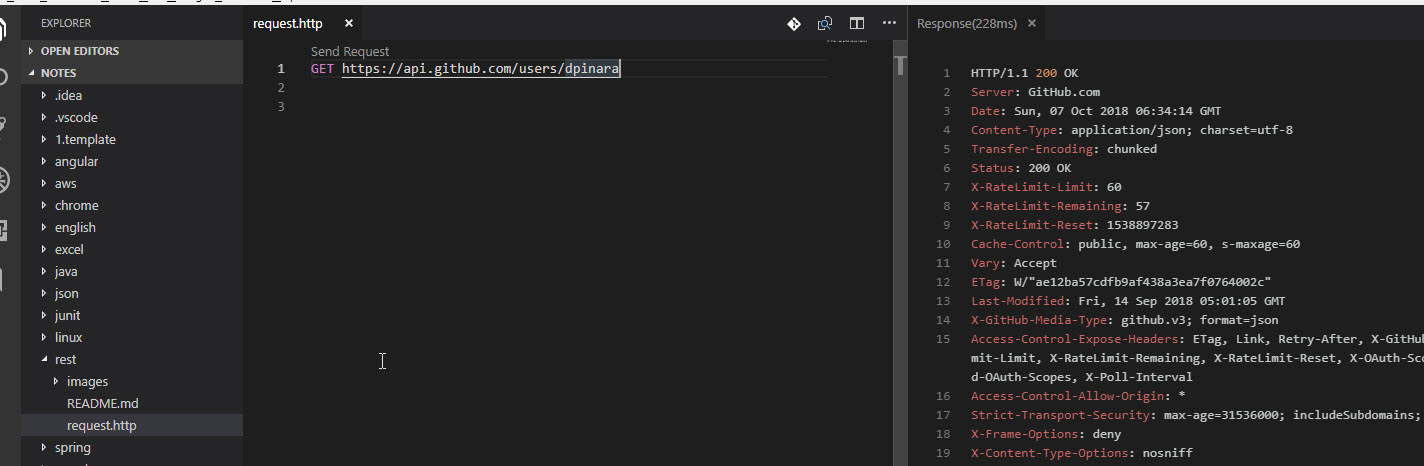 EXPLORER
OPEN EDITORS
NOTES
.idea
.vscode
1.template
angular
aws
chrome
english
excel
java
json
junit
linux
rest
images
README.md
request.http
spring
request.http ×
Send Request
1 GET https://api.github.com/users/dpinara
2
3
Response(228ms) ×
1 HTTP/1.1 200 OK
2 Server: GitHub.com
3 Date: Sun, 07 Oct 2018 06:34:14 GMT
4 Content-Type: application/json; charset=utf-8
5 Transfer-Encoding: chunked
6 Status: 200 OK
7 X-RateLimit-Limit: 60
8 X-RateLimit-Remaining: 57
9 X-RateLimit-Reset: 1538897283
10 Cache-Control: public, max-age=60, s-maxage=60
11 Vary: Accept
12 ETag: W/"ae12ba57cdfb9af438a3ea7f0764002c"
13 Last-Modified: Fri, 14 Sep 2018 05:01:05 GMT
14 X-GitHub-Media-Type: github.v3; format=json
15 Access-Control-Expose-Headers: ETag, Link, Retry-After, X-GitHub
mit-Limit, X-RateLimit-Remaining, X-RateLimit-Reset, X-OAuth-Sco
d-OAuth-Scopes, X-Poll-Interval
16 Access-Control-Allow-Origin: *
17 Strict-Transport-Security: max-age=31536000; includeSubdomains;
18 X-Frame-Options: deny
19 X-Content-Type-Options: nosniff